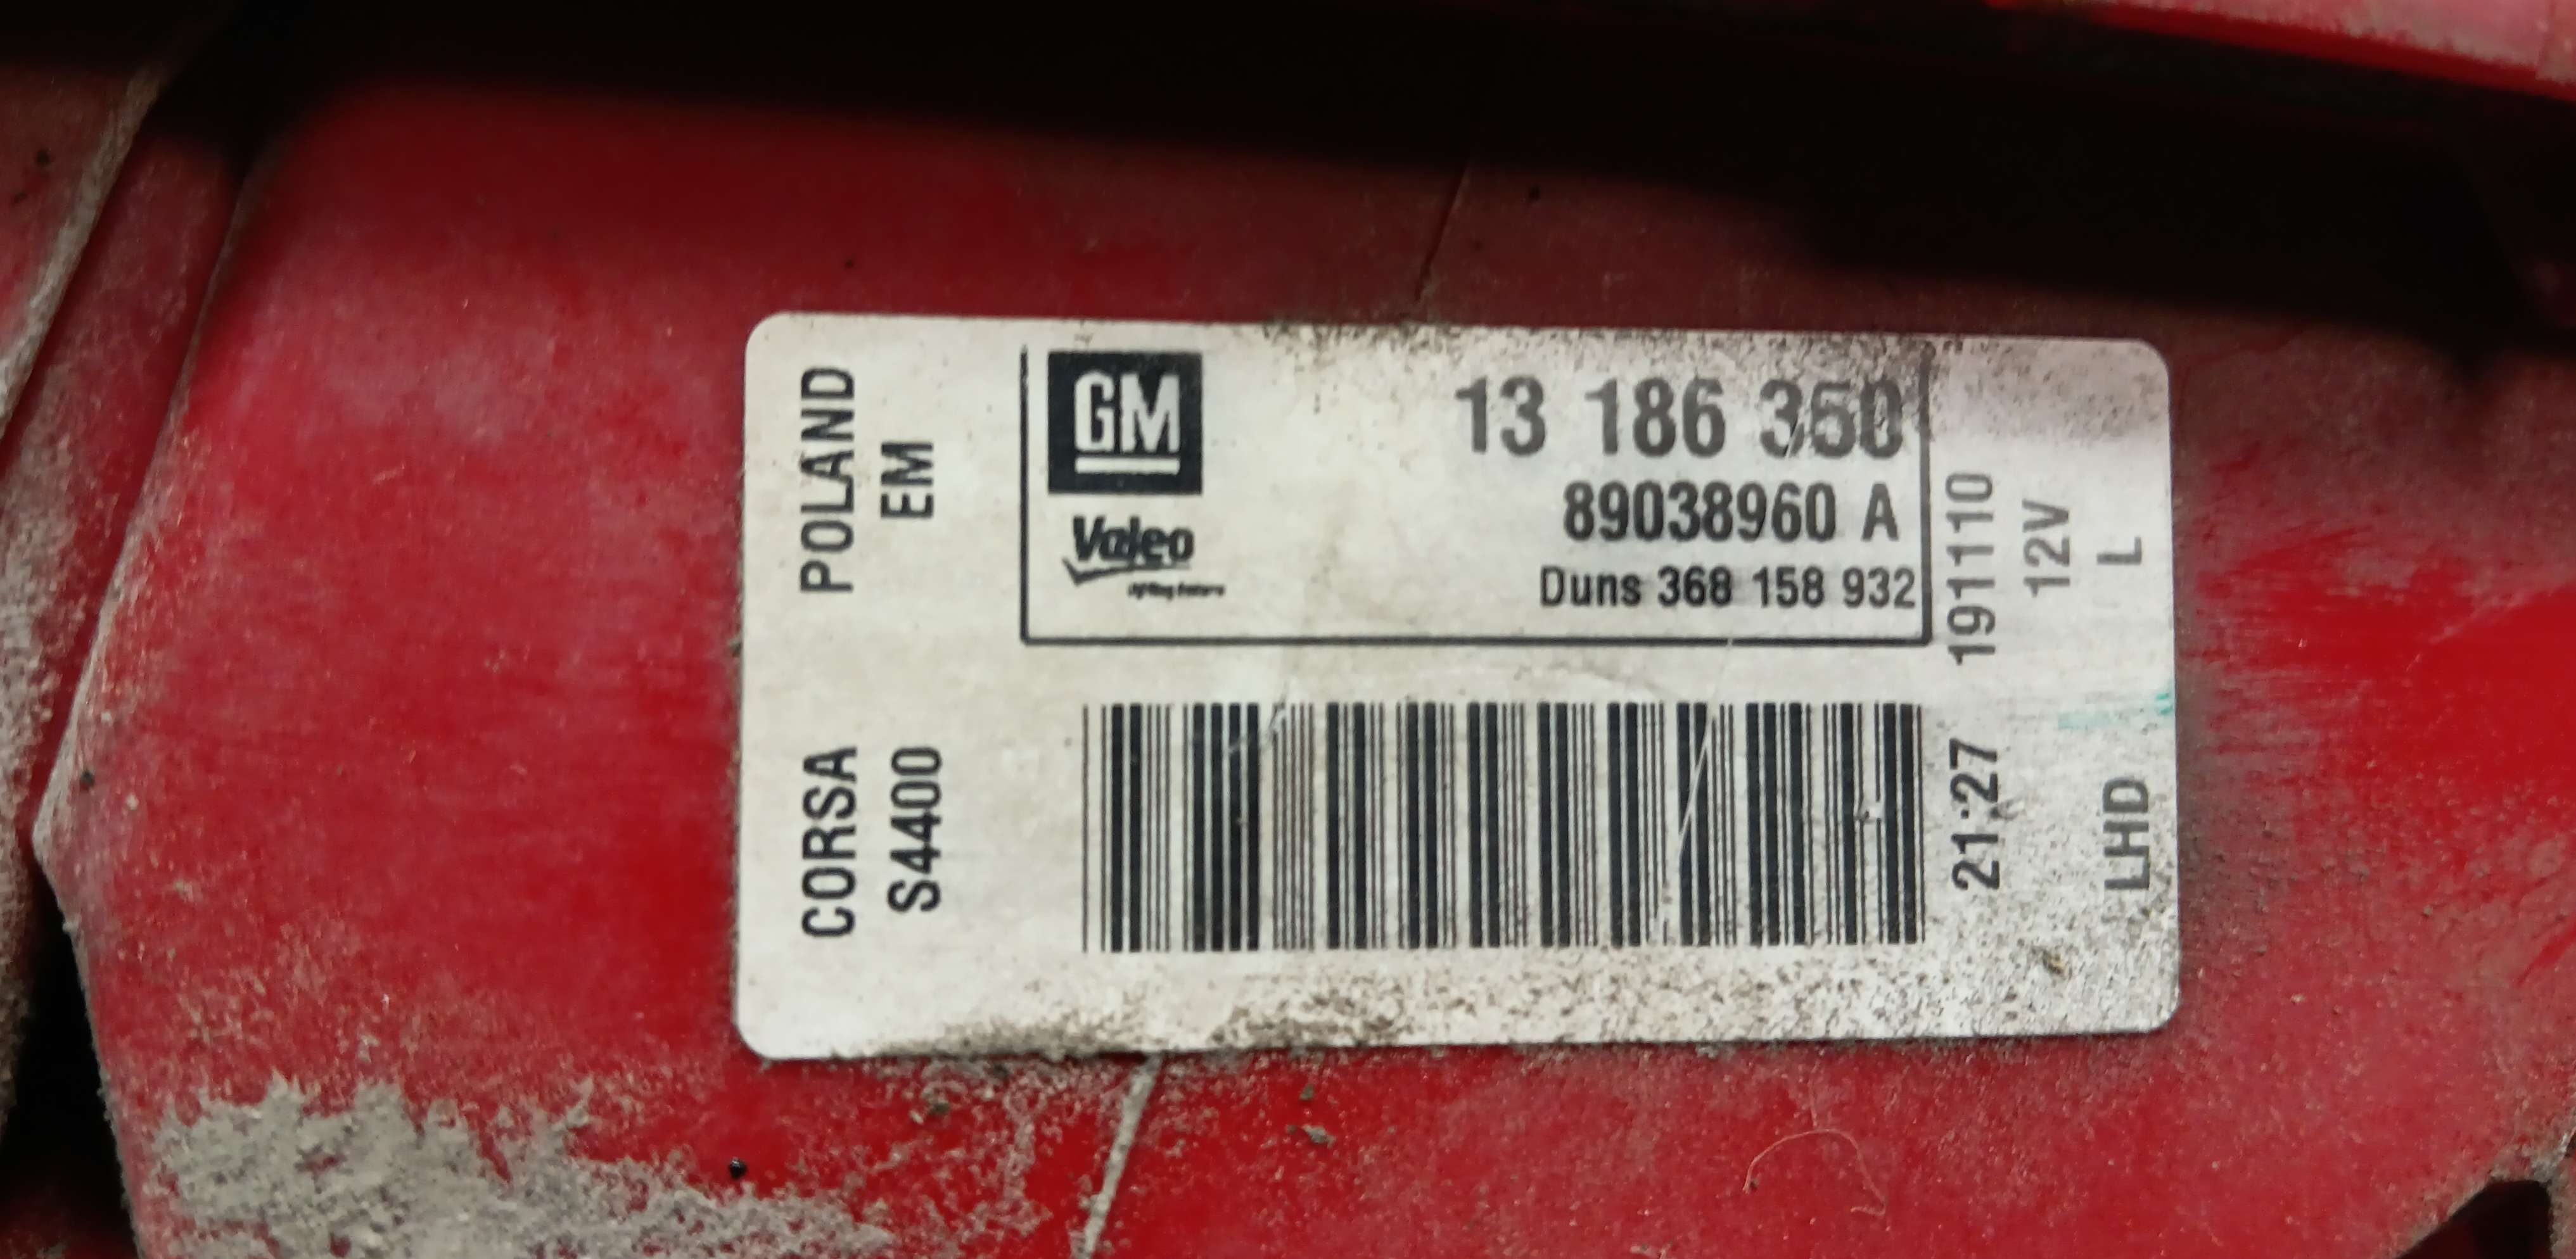 POLAND
EM
CORSA
S4400
GM
Valeo
13 186 350
89038960 A
Duns 368 158 932
191110
12V
L
21:27
LHD